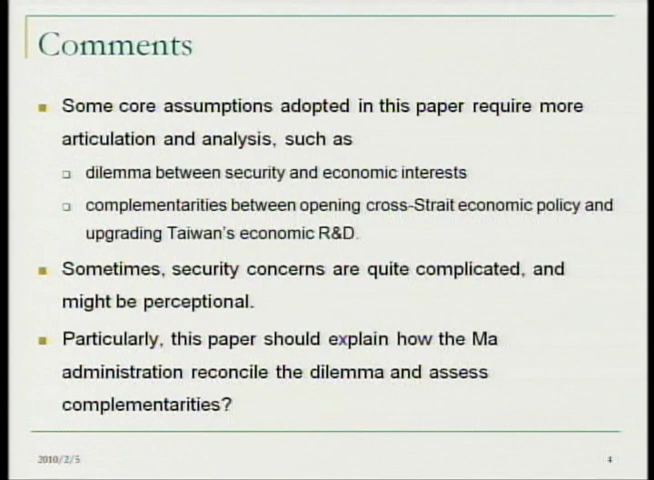 Comments
Some core assumptions adopted in this paper require more
articulation and analysis, such as
dilemma between security and economic interests
complementarities between opening cross-Strait economic policy and
upgrading Taiwan's economic R&D.
Sometimes, security concerns are quite complicated, and
might be perceptional.
Particularly, this paper should explain how the Ma
administration reconcile the dilemma and assess
complementarities?
2010/2/5
4